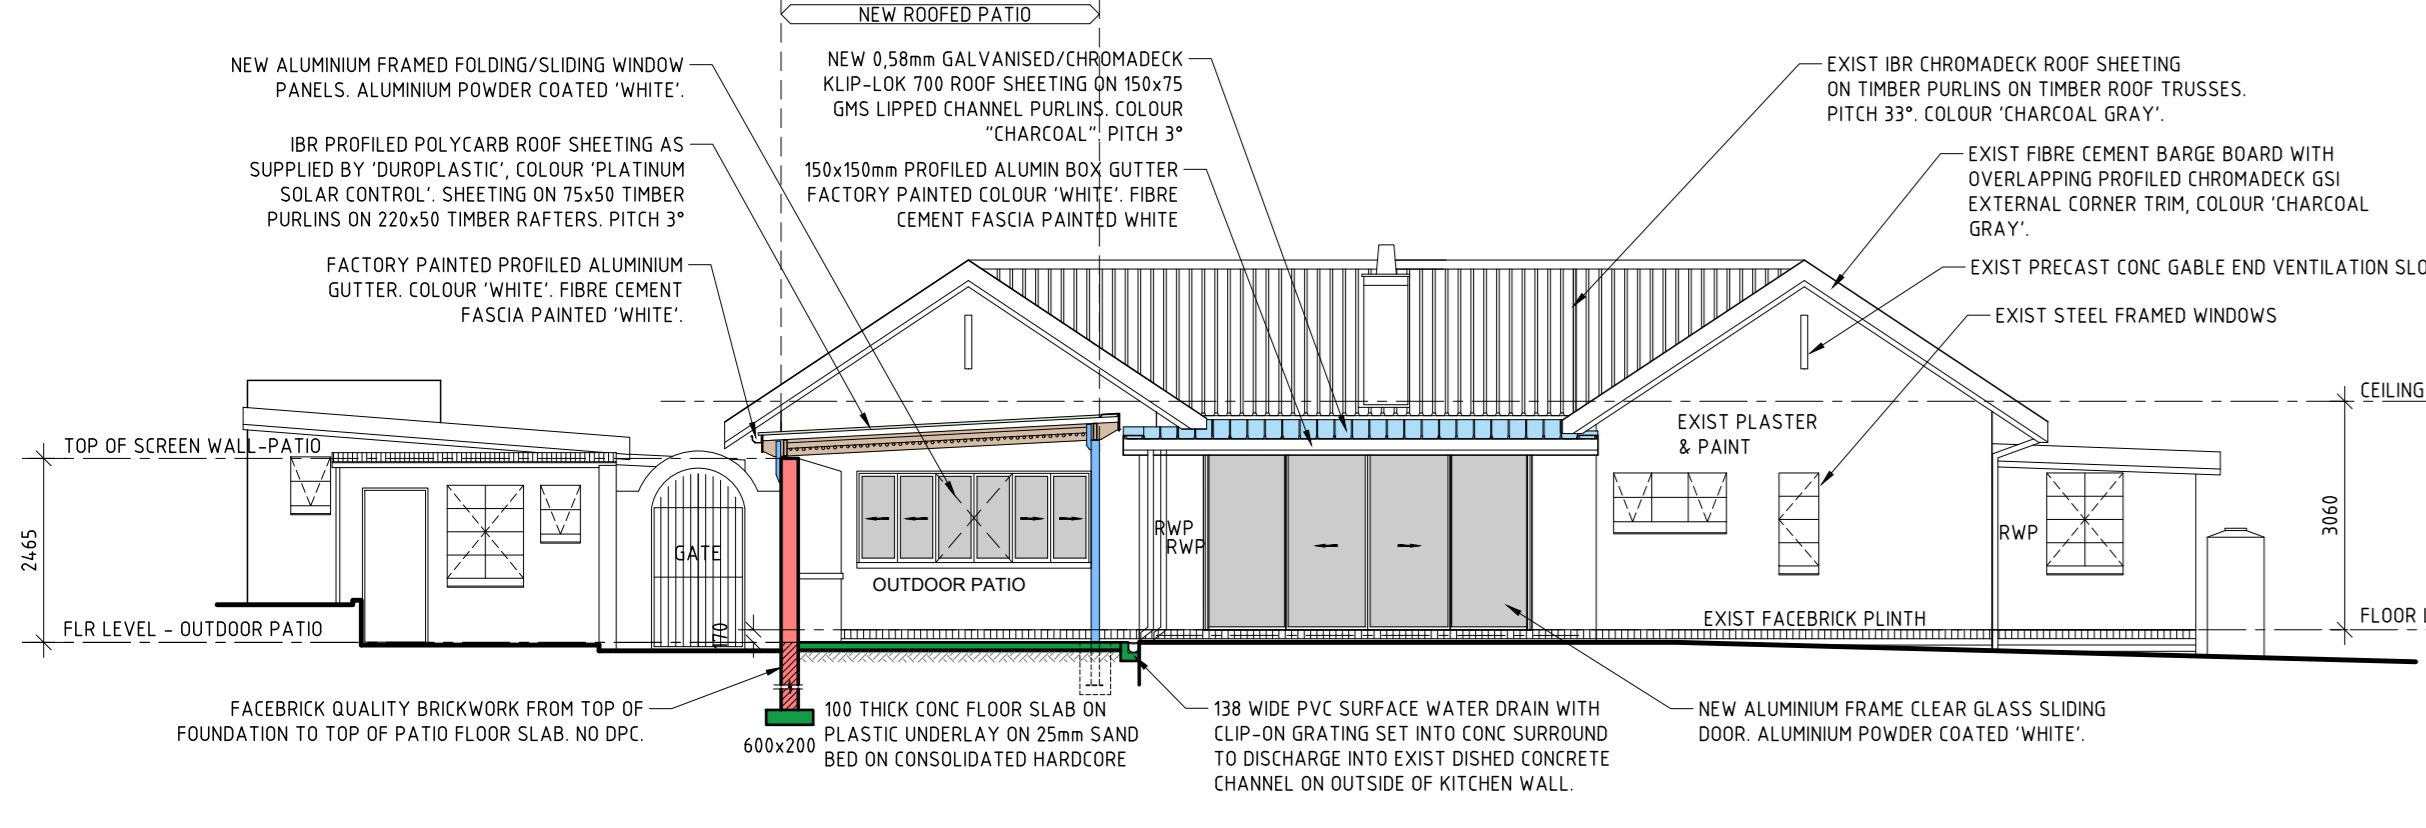 NEW ROOFED PATIO
NEW ALUMINIUM FRAMED FOLDING/SLIDING WINDOW
PANELS. ALUMINIUM POWDER COATED 'WHITE'.
IBR PROFILED POLYCARB ROOF SHEETING AS
SUPPLIED BY 'DUROPLASTIC', COLOUR 'PLATINUM
SOLAR CONTROL'. SHEETING ON 75x50 TIMBER
PURLINS ON 220x50 TIMBER RAFTERS. PITCH 3°
FACTORY PAINTED PROFILED ALUMINIUM
GUTTER. COLOUR 'WHITE'. FIBRE CEMENT
FASCIA PAINTED 'WHITE'.
NEW 0,58mm GALVANISED/CHROMADECK
KLIP-LOK 700 ROOF SHEETING ON 150x75
GMS LIPPED CHANNEL PURLINS. COLOUR
"CHARCOAL". PITCH 3°
150x150mm PROFILED ALUMIN BOX GUTTER
FACTORY PAINTED COLOUR 'WHITE'. FIBRE
CEMENT FASCIA PAINTED WHITE
EXIST IBR CHROMADECK ROOF SHEETING
ON TIMBER PURLINS ON TIMBER ROOF TRUSSES.
PITCH 33°. COLOUR 'CHARCOAL GRAY'.
EXIST FIBRE CEMENT BARGE BOARD WITH
OVERLAPPING PROFILED CHROMADECK GSI
EXTERNAL CORNER TRIM, COLOUR 'CHARCOAL
GRAY'.
EXIST PRECAST CONC GABLE END VENTILATION SLO
EXIST STEEL FRAMED WINDOWS
CEILING
TOP OF SCREEN WALL-PATIO
EXIST PLASTER
& PAINT
2465
3060
GATE
RWP
RWP
RWP
OUTDOOR PATIO
170
FLR LEVEL - OUTDOOR PATIO
EXIST FACEBRICK PLINTH
FLOOR L
FACEBRICK QUALITY BRICKWORK FROM TOP OF
FOUNDATION TO TOP OF PATIO FLOOR SLAB. NO DPC.
600x200
100 THICK CONC FLOOR SLAB ON
PLASTIC UNDERLAY ON 25mm SAND
BED ON CONSOLIDATED HARDCORE
138 WIDE PVC SURFACE WATER DRAIN WITH
CLIP-ON GRATING SET INTO CONC SURROUND
TO DISCHARGE INTO EXIST DISHED CONCRETE
CHANNEL ON OUTSIDE OF KITCHEN WALL.
NEW ALUMINIUM FRAME CLEAR GLASS SLIDING
DOOR. ALUMINIUM POWDER COATED 'WHITE'.